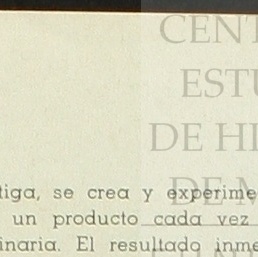 CENT
ESTU
DE HI
DE M
tiga, se crea y experime
un producto cada vez
inaria. El resultado inme